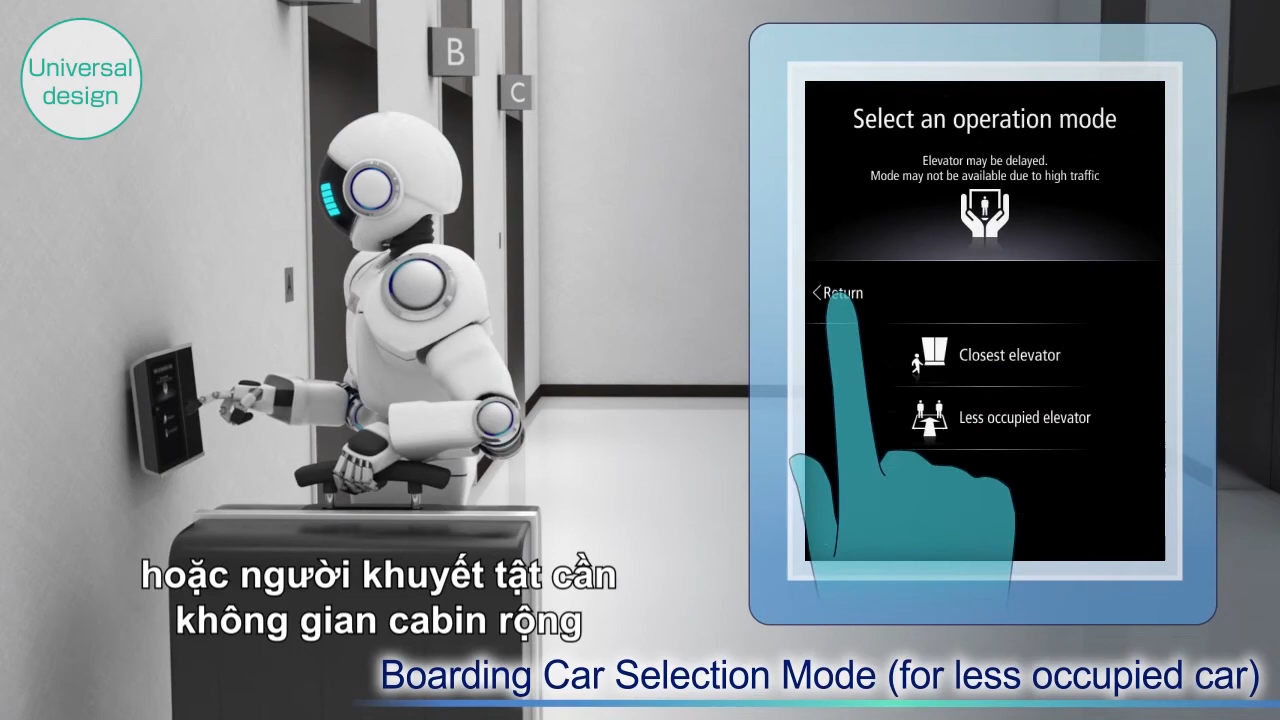 Universal
design
B
C
Select an operation mode
Elevator may be delayed.
Mode may not be available due to high traffic
<Return
Closest elevator
Less occupied elevator
hoặc người khuyết tật cần
không gian cabin rộng
Boarding Car Selection Mode (for less occupied car)